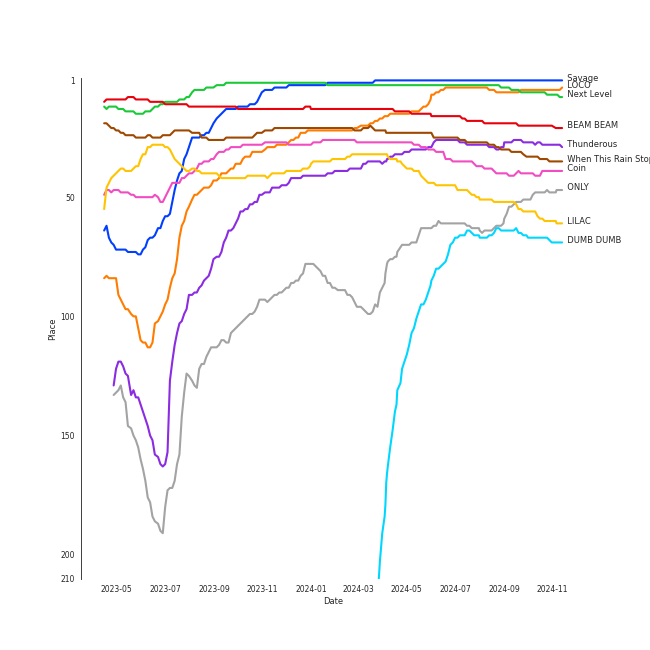 1
50
100
150
200
210
Place
2023-05
2023-07
2023-09
2023-11
2024-01
2024-03
2024-05
2024-07
2024-09
2024-11
Date
Savage
LOCO
Next Level
BEAM BEAM
Thunderous
When This Rain Stop
Coin
ONLY
LILAC
DUMB DUMB